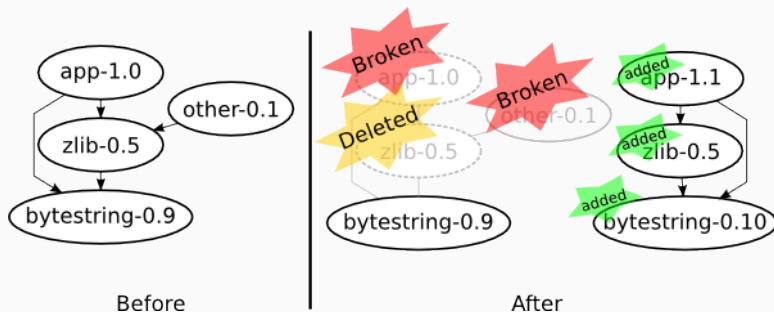 app-1.0
other-0.1
zlib-0.5
bytestring-0.9
Before
Broken
app-1.0
Broken
other-0.1
Deleted
zlib-0.5
bytestring-0.9
added
app-1.1
added
zlib-0.5
added
bytestring-0.10
After